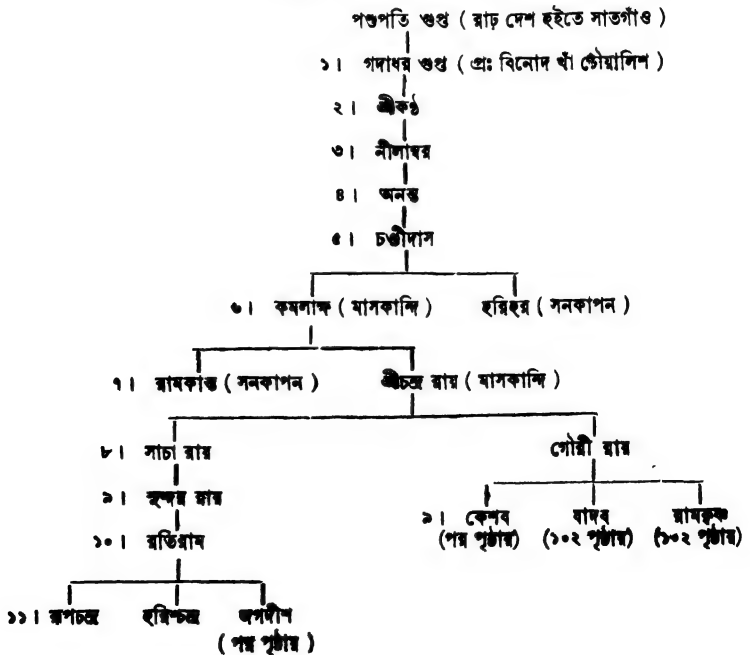 পশুপতি গুপ্ত ( রাঢ় দেশ হইতে সাতগাঁও )
১। গদাধর গুপ্ত ( প্রঃ বিনোদ খাঁ চৌয়ালিশ )
২। শ্রীকণ্ঠ
৩। নীলাম্বর
৪। অনন্ত
৫। চণ্ডীদাস
৬। কমলাক্ষ ( মাসকান্দি ) হরিহর ( সনকাপন )
৭। রামকান্ত ( সনকাপন ) শ্রীচন্দ্র রায় ( মাসকান্দি )
৮। সাচা রায় গৌরী রায়
৯। সুন্দর রায় ৯। কেশব যাদব রামকৃষ্ণ
(পর পৃষ্ঠায়) (১০২ পৃষ্ঠায়) (১০২ পৃষ্ঠায়)
১০। রতিরাম
১১। রূপচন্দ্র হরিশ্চন্দ্র জগদীশ
( পর পৃষ্ঠায় )